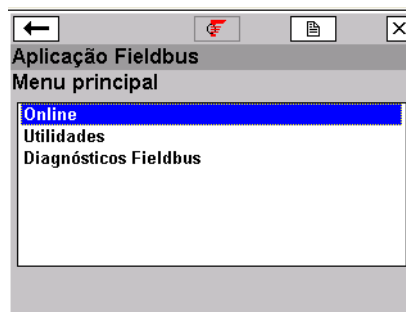 Aplicação Fieldbus
Menu principal
Online
Utilidades
Diagnósticos Fieldbus